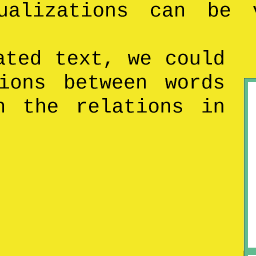 ualizations can be
ated text, we could
ions between words
the relations in